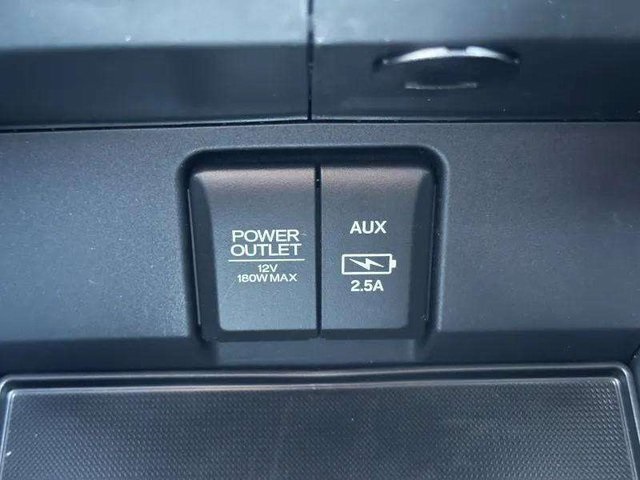 POWER
OUTLET
12V
180W MAX
AUX
2.5A